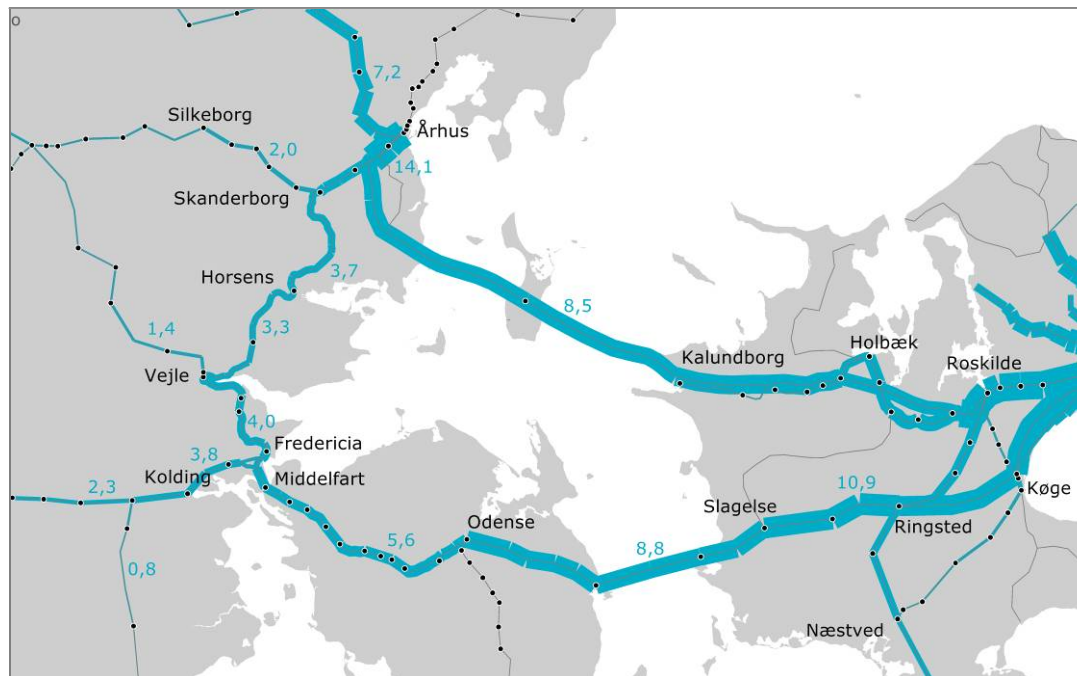 o
7,2
Århus
Silkeborg
2,0
14,1
Skanderborg
Horsens
3,7
8,5
1,4
3,3
Kalundborg
Holbæk
Roskilde
Vejle
4,0
Fredericia
3,8
Kolding
Middelfart
2,3
10,9
Køge
Slagelse
Ringsted
Odense
5,6
8,8
0,8
Næstved